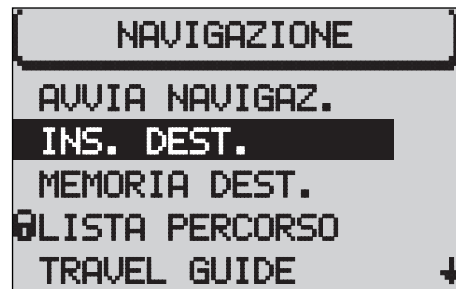 NAVIGAZIONE
AVVIA NAVIGAZ.
INS. DEST.
MEMORIA DEST.
LISTA PERCORSO
TRAVEL GUIDE